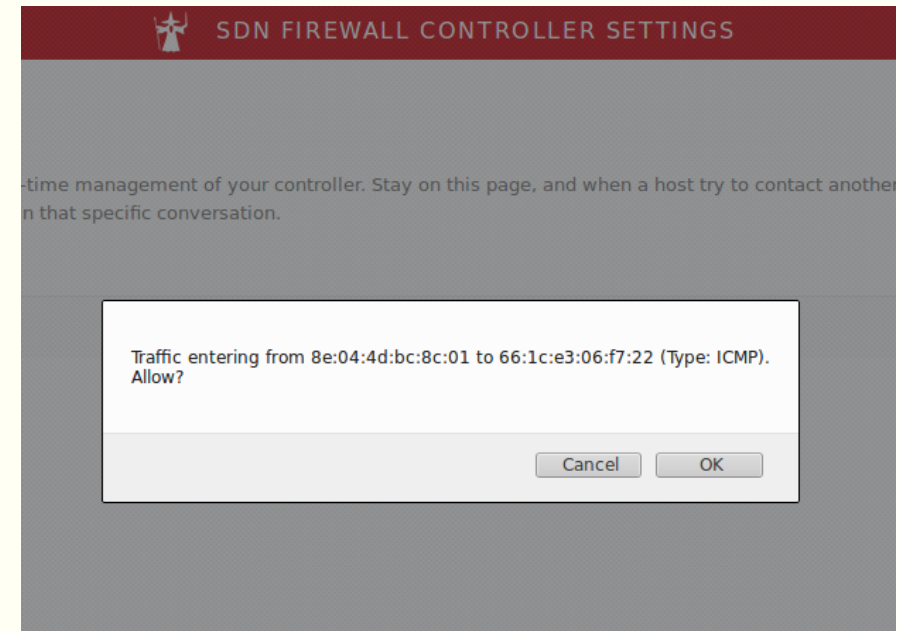 SDN FIREWALL CONTROLLER SETTINGS
-time management of your controller. Stay on this page, and when a host try to contact another
n that specific conversation.
Traffic entering from 8e:04:4d:bc:8c:01 to 66:1c:e3:06:f7:22 (Type: ICMP).
Allow?
Cancel OK